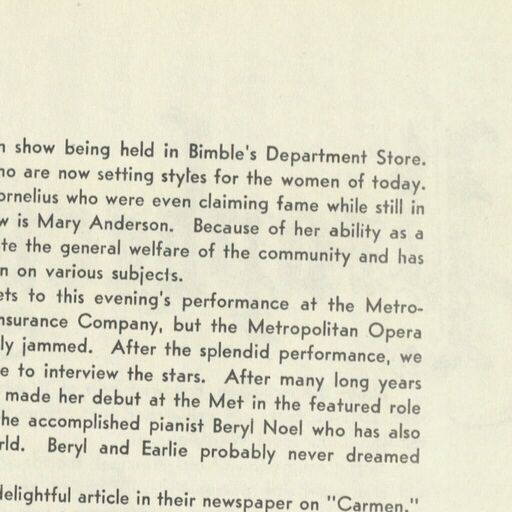 show being held in Bimble's Department Store.
are now setting styles for the women of today.
ornelius who were even claiming fame while still in
is Mary Anderson. Because of her ability as a
the general welfare of the community and has
on various subjects.
to this evening's performance at the Metro-
nsurance Company, but the Metropolitan Opera
jammed. After the splendid performance, we
to interview the stars. After many long years
made her debut at the Met in the featured role
he accomplished pianist Beryl Noel who has also
rld. Beryl and Earlie probably never dreamed
delightful article in their newspaper on "Carmen,"